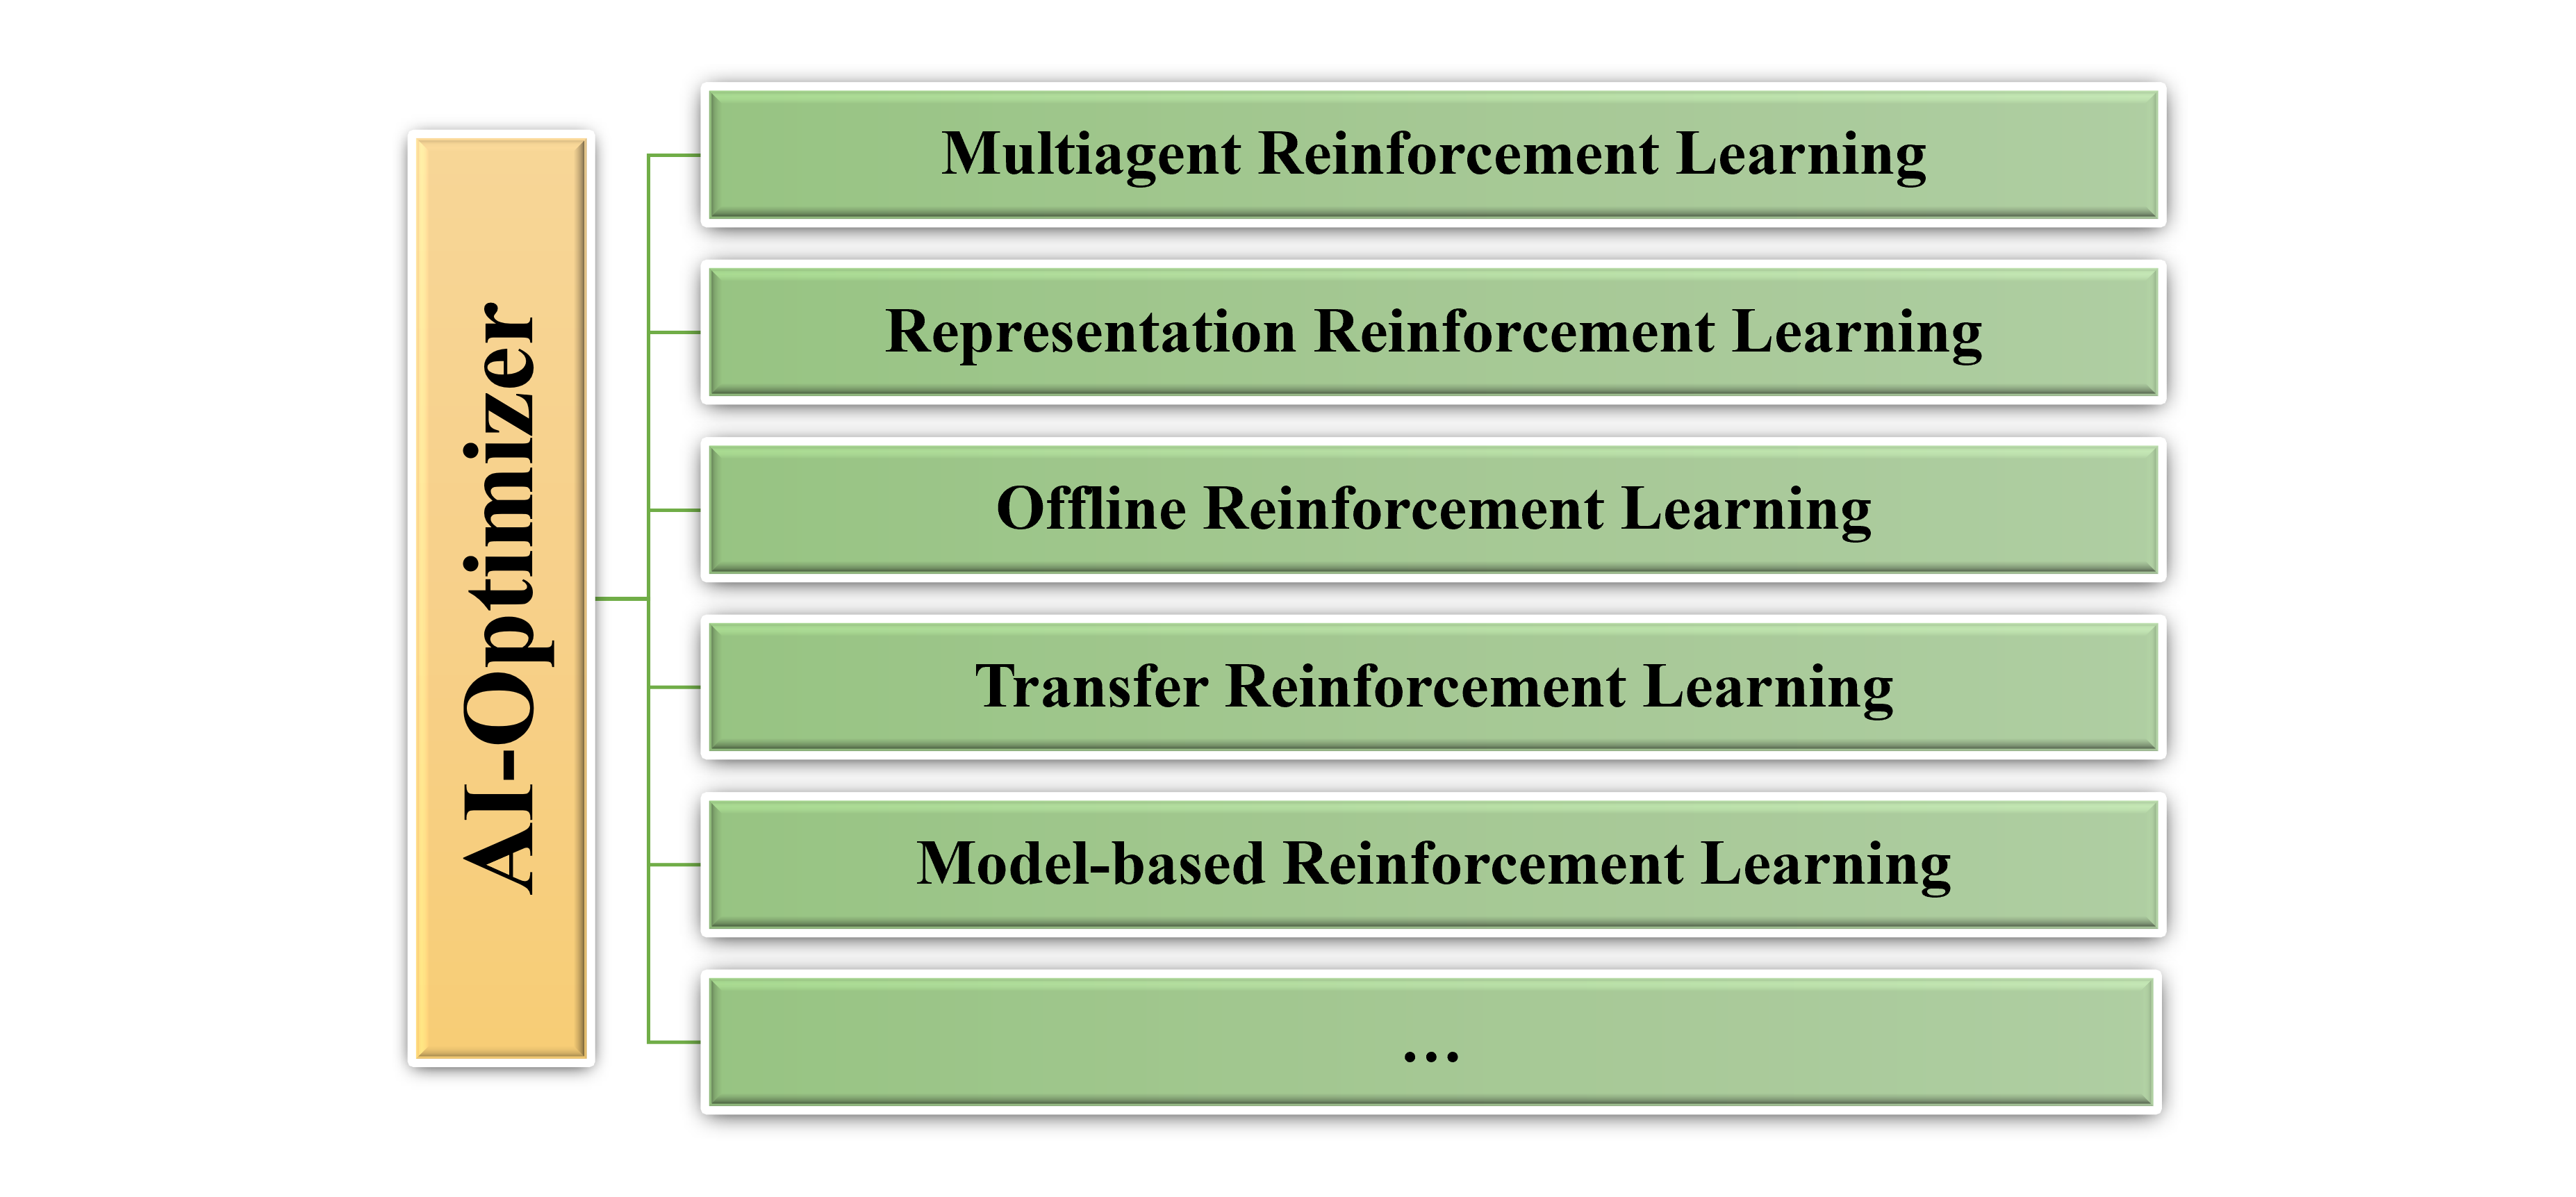 AI-Optimizer
Multiagent Reinforcement Learning
Representation Reinforcement Learning
Offline Reinforcement Learning
Transfer Reinforcement Learning
Model-based Reinforcement Learning
...